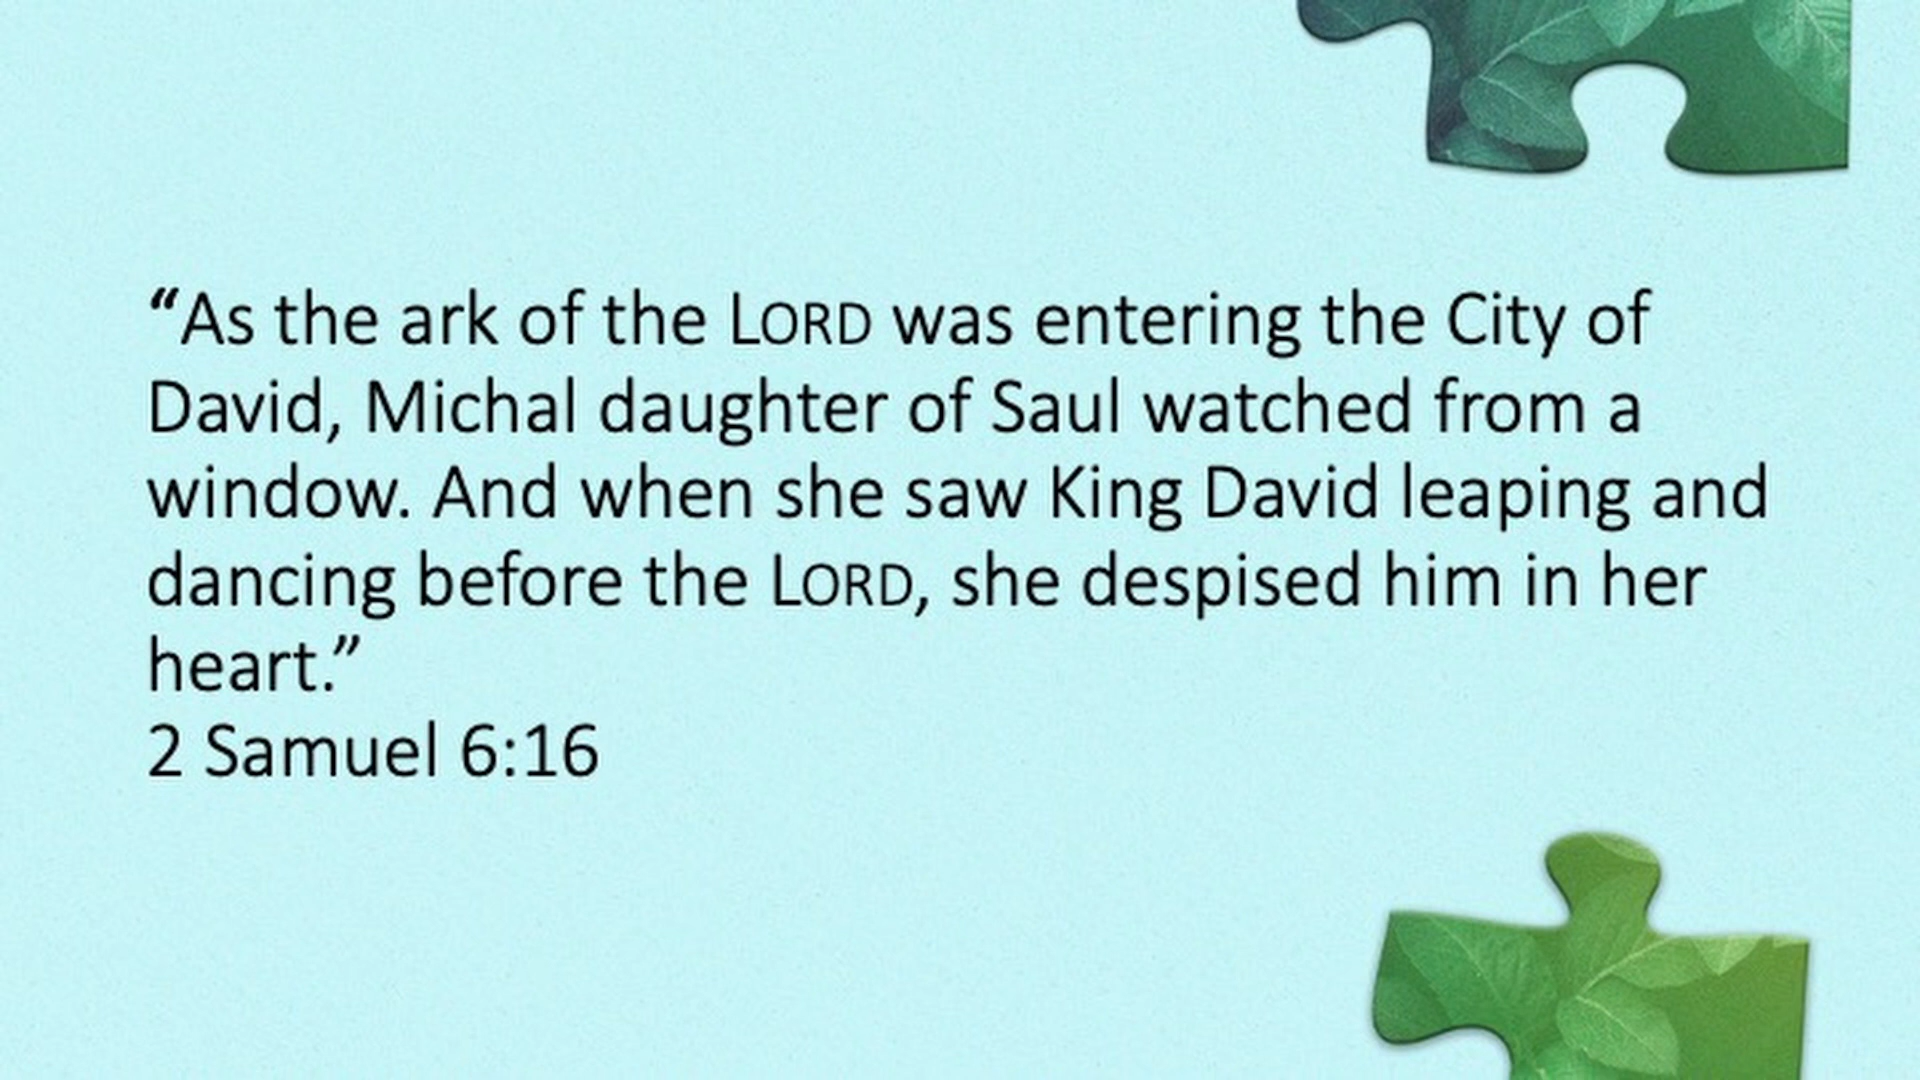 “As the ark of the LORD was entering the City of
David, Michal daughter of Saul watched from a
window. And when she saw King David leaping and
dancing before the LORD, she despised him in her
heart.”
2 Samuel 6:16